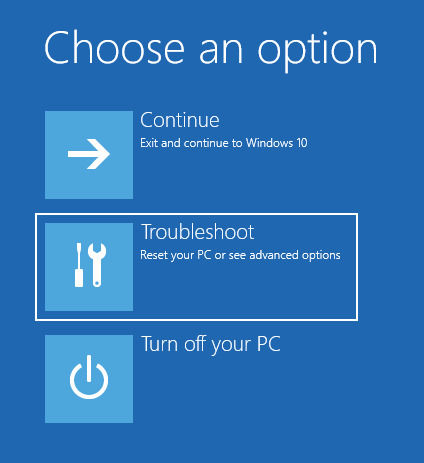 Choose an option
Continue
Exit and continue to Windows 10
Troubleshoot
Reset your PC or see advanced options
Turn off your PC